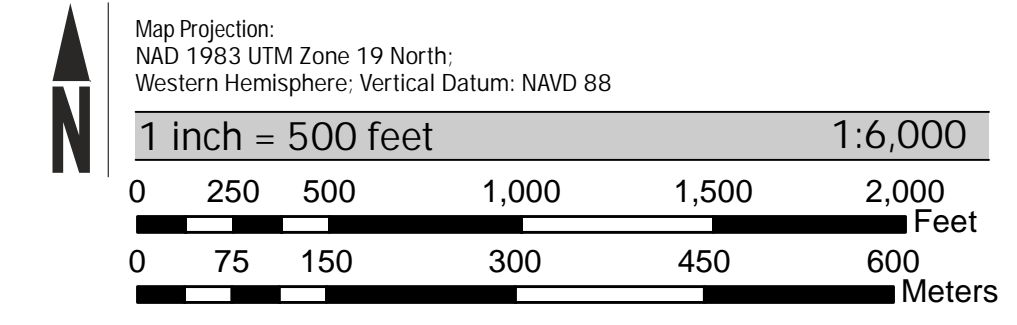 Map Projection:
NAD 1983 UTM Zone 19 North;
Western Hemisphere; Vertical Datum: NAVD 88
N
1 inch = 500 feet 1:6,000
0 250 500 1,000 1,500 2,000
Feet
0 75 150 300 450 600
Meters